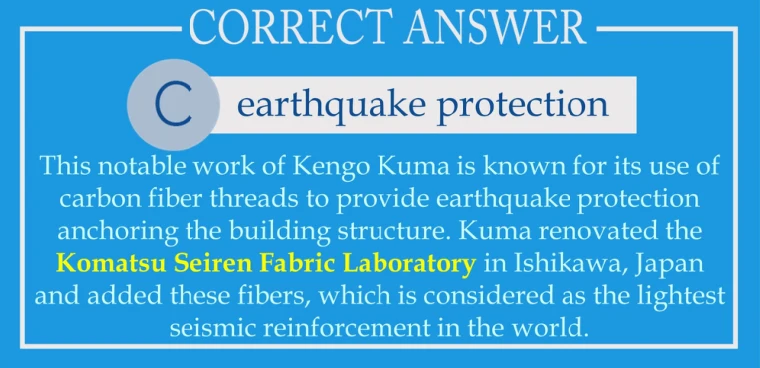 CORRECT ANSWER
C earthquake protection
This notable work of Kengo Kuma is known for its use of
carbon fiber threads to provide earthquake protection
anchoring the building structure. Kuma renovated the
Komatsu Seiren Fabric Laboratory in Ishikawa, Japan
and added these fibers, which is considered as the lightest
seismic reinforcement in the world.